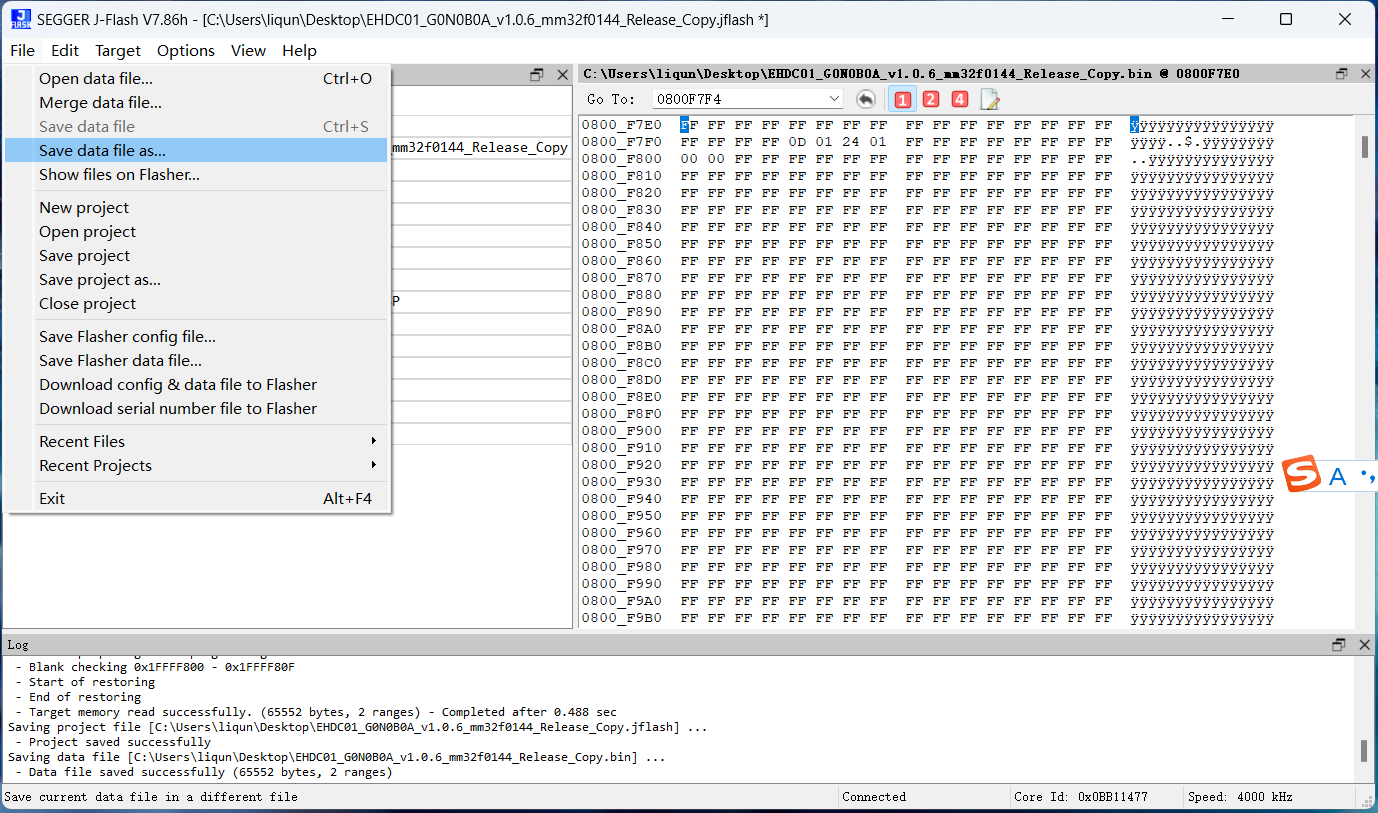 SEGGER J-Flash V7.86h - [C:\Users\liqun\Desktop\EHDC01_G0N0B0A_v1.0.6_mm32f0144_Release_Copy.jflash *]
File Edit Target Options View Help
Open data file... Ctrl+O
Merge data file...
Save data file Ctrl+S
Save data file as...
Show files on Flasher...
New project
Open project
Save project
Save project as...
Close project
Save Flasher config file...
Save Flasher data file...
Download config & data file to Flasher
Download serial number file to Flasher
Recent Files
Recent Projects
Exit Alt+F4
_mm32f0144_Release_Copy
C:\Users\liqun\Desktop\EHDC01_G0N0B0A_v1.0.6_mm32f0144_Release_Copy.bin @ 0800F7E0
Go To: 0800F7F4 1 2 4
0800_F7E0 FF FF FF FF FF FF FF FF FF FF FF FF FF FF FF FF ÿÿÿÿÿÿÿÿÿÿÿÿÿÿÿÿ
0800_F7F0 FF FF FF FF 0D 01 24 01 FF FF FF FF FF FF FF FF ÿÿÿÿ..$.ÿÿÿÿÿÿÿÿ
0800_F800 00 00 FF FF FF FF FF FF FF FF FF FF FF FF FF FF ..ÿÿÿÿÿÿÿÿÿÿÿÿÿÿ
0800_F810 FF FF FF FF FF FF FF FF FF FF FF FF FF FF FF FF ÿÿÿÿÿÿÿÿÿÿÿÿÿÿÿÿ
0800_F820 FF FF FF FF FF FF FF FF FF FF FF FF FF FF FF FF ÿÿÿÿÿÿÿÿÿÿÿÿÿÿÿÿ
0800_F830 FF FF FF FF FF FF FF FF FF FF FF FF FF FF FF FF ÿÿÿÿÿÿÿÿÿÿÿÿÿÿÿÿ
0800_F840 FF FF FF FF FF FF FF FF FF FF FF FF FF FF FF FF ÿÿÿÿÿÿÿÿÿÿÿÿÿÿÿÿ
0800_F850 FF FF FF FF FF FF FF FF FF FF FF FF FF FF FF FF ÿÿÿÿÿÿÿÿÿÿÿÿÿÿÿÿ
0800_F860 FF FF FF FF FF FF FF FF FF FF FF FF FF FF FF FF ÿÿÿÿÿÿÿÿÿÿÿÿÿÿÿÿ
0800_F870 FF FF FF FF FF FF FF FF FF FF FF FF FF FF FF FF ÿÿÿÿÿÿÿÿÿÿÿÿÿÿÿÿ
0800_F880 FF FF FF FF FF FF FF FF FF FF FF FF FF FF FF FF ÿÿÿÿÿÿÿÿÿÿÿÿÿÿÿÿ
0800_F890 FF FF FF FF FF FF FF FF FF FF FF FF FF FF FF FF ÿÿÿÿÿÿÿÿÿÿÿÿÿÿÿÿ
0800_F8A0 FF FF FF FF FF FF FF FF FF FF FF FF FF FF FF FF ÿÿÿÿÿÿÿÿÿÿÿÿÿÿÿÿ
0800_F8B0 FF FF FF FF FF FF FF FF FF FF FF FF FF FF FF FF ÿÿÿÿÿÿÿÿÿÿÿÿÿÿÿÿ
0800_F8C0 FF FF FF FF FF FF FF FF FF FF FF FF FF FF FF FF ÿÿÿÿÿÿÿÿÿÿÿÿÿÿÿÿ
0800_F8D0 FF FF FF FF FF FF FF FF FF FF FF FF FF FF FF FF ÿÿÿÿÿÿÿÿÿÿÿÿÿÿÿÿ
0800_F8E0 FF FF FF FF FF FF FF FF FF FF FF FF FF FF FF FF ÿÿÿÿÿÿÿÿÿÿÿÿÿÿÿÿ
0800_F8F0 FF FF FF FF FF FF FF FF FF FF FF FF FF FF FF FF ÿÿÿÿÿÿÿÿÿÿÿÿÿÿÿÿ
0800_F900 FF FF FF FF FF FF FF FF FF FF FF FF FF FF FF FF ÿÿÿÿÿÿÿÿÿÿÿÿÿÿÿÿ
0800_F910 FF FF FF FF FF FF FF FF FF FF FF FF FF FF FF FF ÿÿÿÿÿÿÿÿÿÿÿÿÿÿÿÿ
0800_F920 FF FF FF FF FF FF FF FF FF FF FF FF FF FF FF FF ÿÿÿÿÿÿÿÿÿÿÿÿÿÿÿÿ
0800_F930 FF FF FF FF FF FF FF FF FF FF FF FF FF FF FF FF ÿÿÿÿÿÿÿÿÿÿÿÿÿÿÿÿ
0800_F940 FF FF FF FF FF FF FF FF FF FF FF FF FF FF FF FF ÿÿÿÿÿÿÿÿÿÿÿÿÿÿÿÿ
0800_F950 FF FF FF FF FF FF FF FF FF FF FF FF FF FF FF FF ÿÿÿÿÿÿÿÿÿÿÿÿÿÿÿÿ
0800_F960 FF FF FF FF FF FF FF FF FF FF FF FF FF FF FF FF ÿÿÿÿÿÿÿÿÿÿÿÿÿÿÿÿ
0800_F970 FF FF FF FF FF FF FF FF FF FF FF FF FF FF FF FF ÿÿÿÿÿÿÿÿÿÿÿÿÿÿÿÿ
0800_F980 FF FF FF FF FF FF FF FF FF FF FF FF FF FF FF FF ÿÿÿÿÿÿÿÿÿÿÿÿÿÿÿÿ
0800_F990 FF FF FF FF FF FF FF FF FF FF FF FF FF FF FF FF ÿÿÿÿÿÿÿÿÿÿÿÿÿÿÿÿ
0800_F9A0 FF FF FF FF FF FF FF FF FF FF FF FF FF FF FF FF ÿÿÿÿÿÿÿÿÿÿÿÿÿÿÿÿ
0800_F9B0 FF FF FF FF FF FF FF FF FF FF FF FF FF FF FF FF ÿÿÿÿÿÿÿÿÿÿÿÿÿÿÿÿ
S A
Log
- Blank checking 0x1FFFF800 - 0x1FFFF80F
- Start of restoring
- End of restoring
- Target memory read successfully. (65552 bytes, 2 ranges) - Completed after 0.488 sec
Saving project file [C:\Users\liqun\Desktop\EHDC01_G0N0B0A_v1.0.6_mm32f0144_Release_Copy.jflash] ...
- Project saved successfully
Saving data file [C:\Users\liqun\Desktop\EHDC01_G0N0B0A_v1.0.6_mm32f0144_Release_Copy.bin] ...
- Data file saved successfully (65552 bytes, 2 ranges)
Save current data file in a different file Connected Core Id: 0x0BB11477 Speed: 4000 kHz